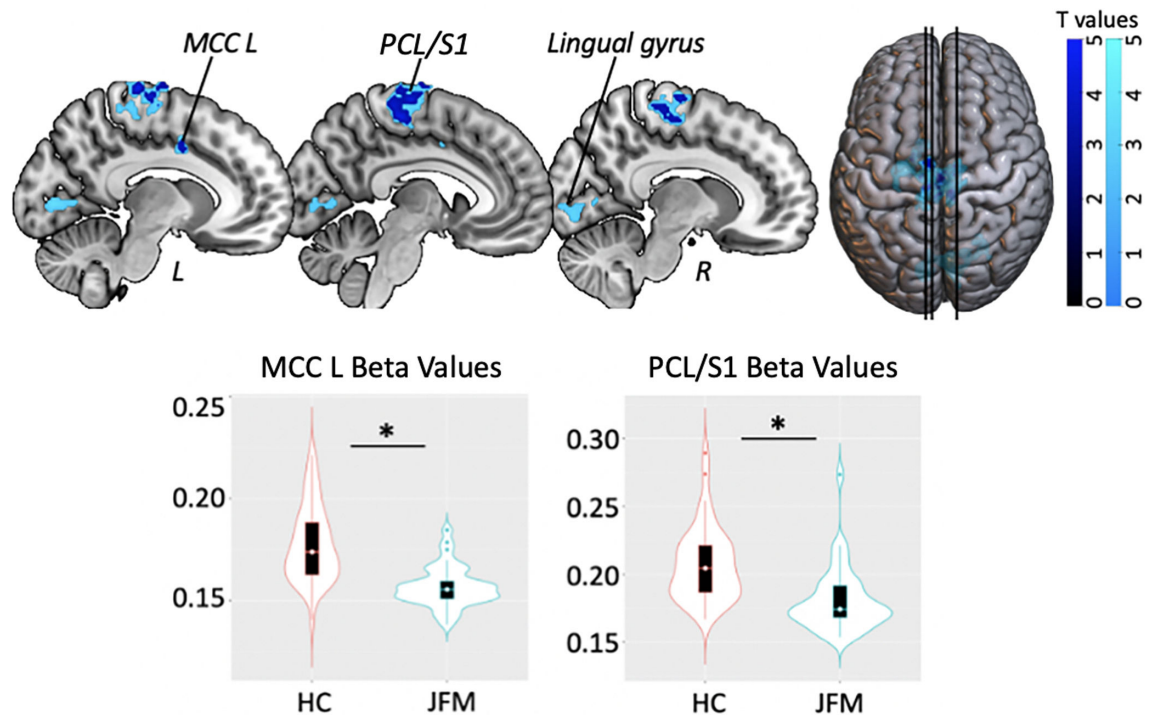 T values
MCC L
PCL/S1
Lingual gyrus
5
5
4
4
3
3
2
2
1
1
0
0
L
R
MCC L Beta Values
PCL/S1 Beta Values
0.25
0.20
0.15
*
HC
JFM
0.30
0.25
0.20
0.15
*
HC
JFM